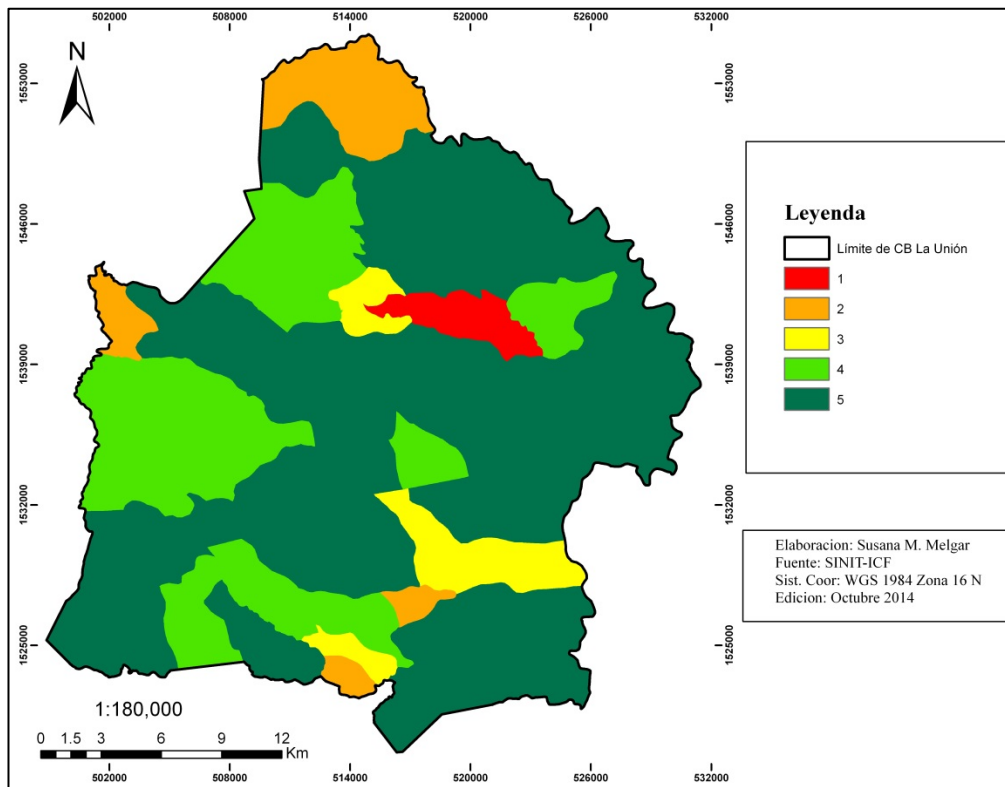 502000 508000 514000 520000 526000 532000
N
1553000 1553000
1546000 1546000
1539000 1539000
1532000 1532000
1525000 1525000
Leyenda
Límite de CB La Unión
1
2
3
4
5
Elaboracion: Susana M. Melgar
Fuente: SINIT-ICF
Sist. Coor: WGS 1984 Zona 16 N
Edicion: Octubre 2014
1:180,000
0 1.5 3 6 9 12
Km
502000 508000 514000 520000 526000 532000